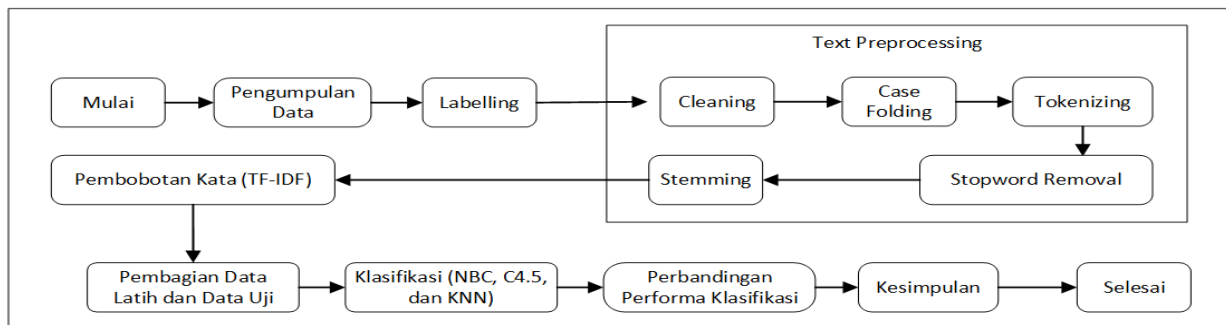 Text Preprocessing
Mulai
Pengumpulan
Data
Labelling
Cleaning
Case
Folding
Tokenizing
Stopword Removal
Stemming
Pembobotan Kata (TF-IDF)
Pembagian Data
Latih dan Data Uji
Klasifikasi (NBC, C4.5,
dan KNN)
Perbandingan
Performa Klasifikasi
Kesimpulan
Selesai